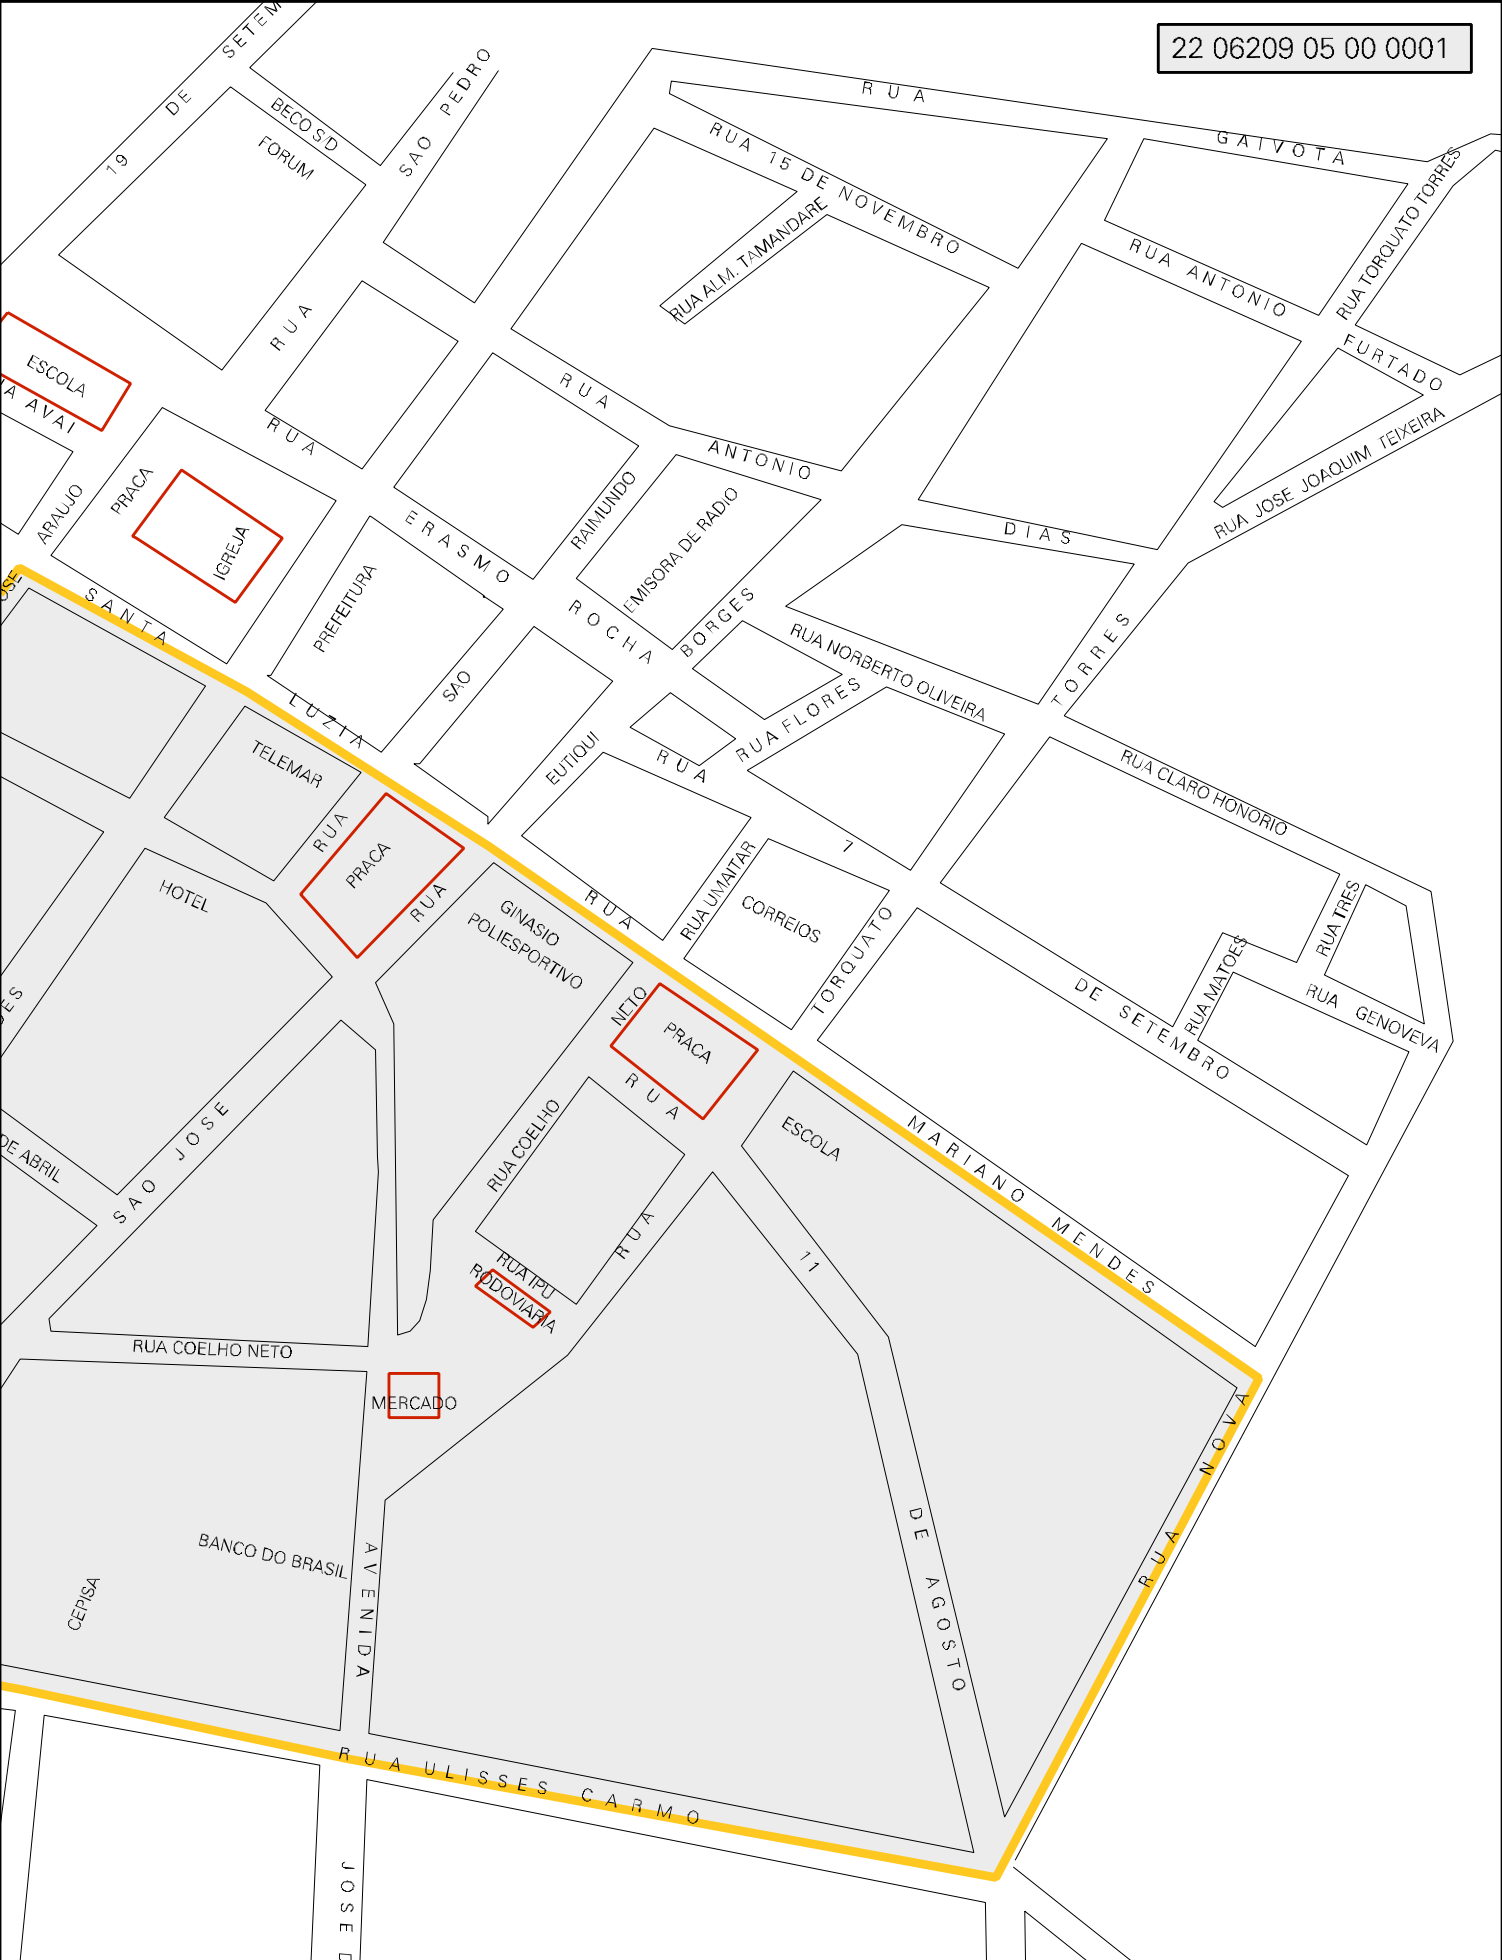 22 06209 05 00 0001
19 DE SETEM
BECO S/D
FORUM
SAO PEDRO
RUA
GAIVOTA
RUA 15 DE NOVEMBRO
RUA ALM. TAMANDARE
RUA TORQUATO TORRES
RUA ANTONIO
FURTADO
RUA JOSE JOAQUIM TEIXEIRA
ESCOLA
AVAI
RUA
RUA
RUA
ANTONIO
DIAS
ARAUJO
PRACA
IGREJA
ERASMO
RAIMUNDO
EMISORA DE RADIO
PREFEITURA
ROCHA
BORGES
RUA NORBERTO OLIVEIRA
TORRES
SANTA
LUZIA
SAO
EUTIQUI
RUA
RUA FLORES
RUA CLARO HONORIO
TELEMAR
RUA
PRACA
RUA
HOTEL
GINASIO
POLIESPORTIVO
RUA
RUA UMAITAR
CORREIOS
7
TORQUATO
DE SETEMBRO
RUA MATOES
RUA TRES
RUA GENOVEVA
NETO
PRACA
RUA
ESCOLA
MARIANO MENDES
RUA COELHO
SAO JOSE
DE ABRIL
RUA
11
RUA IPU
RODOVIARIA
RUA COELHO NETO
MERCADO
RUA NOVA
DE AGOSTO
BANCO DO BRASIL
CEPISA
AVENIDA
RUA ULISSES CARMO
JOSE D